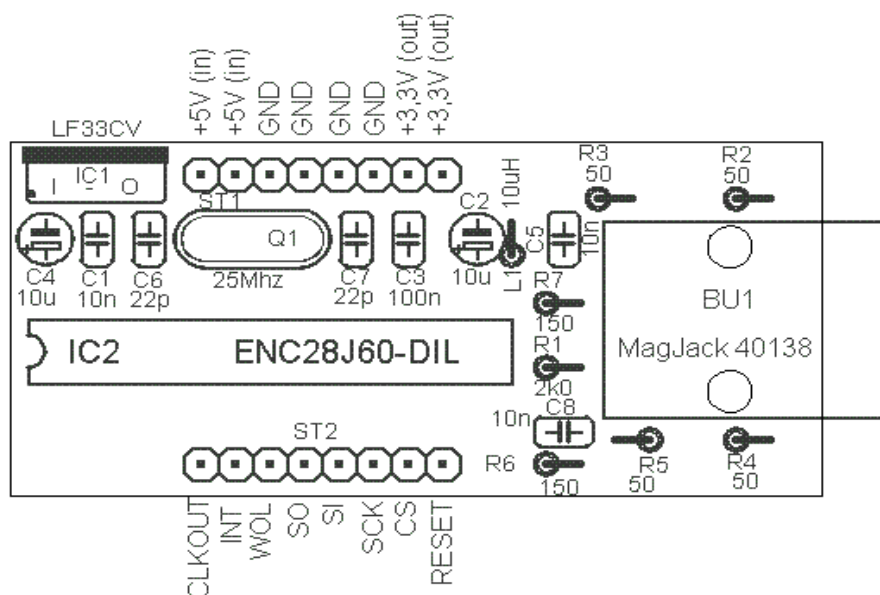 +5V (in)
+5V (in)
GND
GND
GND
GND
+3,3V (out)
+3,3V (out)
LF33CV
IC1
I - O
ST1
10uH
R3
50
R2
50
C4
10u
C1
10n
C6
22p
Q1
25Mhz
C7
22p
C3
100n
C2
10u
L1
C5
10n
R7
150
BU1
MagJack 40138
IC2
ENC28J60-DIL
R1
2k0
C8
10n
ST2
R6
150
R5
50
R4
50
CLKOUT
INT
WOL
SO
SI
SCK
CS
RESET